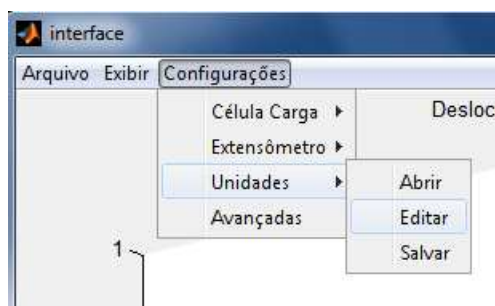 interface
Arquivo Exibir Configurações
Célula Carga
Desloc
Extensômetro
Unidades
Abrir
Avançadas
Editar
1
Salvar